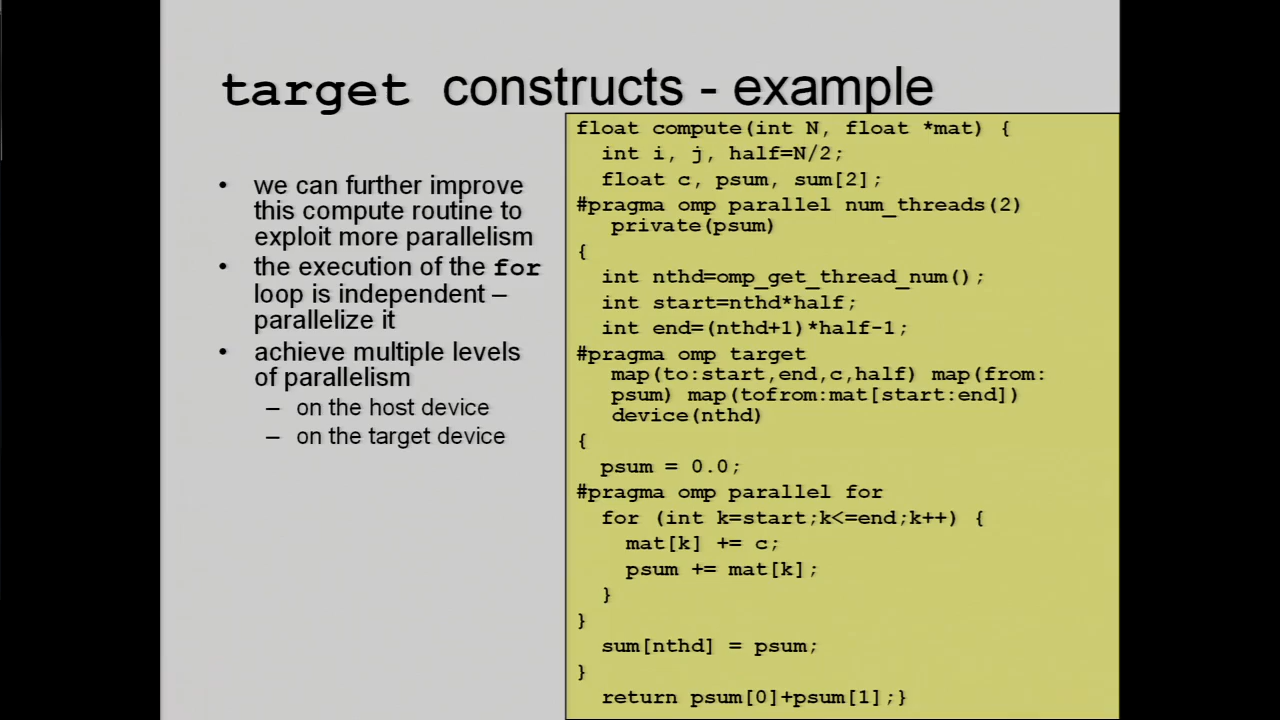 target constructs - example
• we can further improve
this compute routine to
exploit more parallelism
• the execution of the for
loop is independent –
parallelize it
• achieve multiple levels
of parallelism
– on the host device
– on the target device
float compute(int N, float *mat) {
int i, j, half=N/2;
float c, psum, sum[2];
#pragma omp parallel num_threads(2)
private(psum)
{
int nthd=omp_get_thread_num();
int start=nthd*half;
int end=(nthd+1)*half-1;
#pragma omp target
map(to:start,end,c,half) map(from:
psum) map(tofrom:mat[start:end])
device(nthd)
{
psum = 0.0;
#pragma omp parallel for
for (int k=start;k<=end;k++) {
mat[k] += c;
psum += mat[k];
}
}
sum[nthd] = psum;
}
return psum[0]+psum[1];}